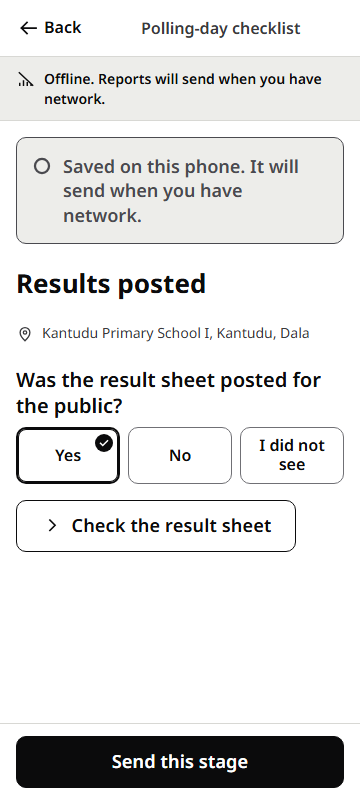 Back
Polling-day checklist
Offline. Reports will send when you have
network.
Saved on this phone. It will
send when you have
network.
Results posted
Kantudu Primary School I, Kantudu, Dala
Was the result sheet posted for
the public?
Yes
No
I did not
see
Check the result sheet
Send this stage